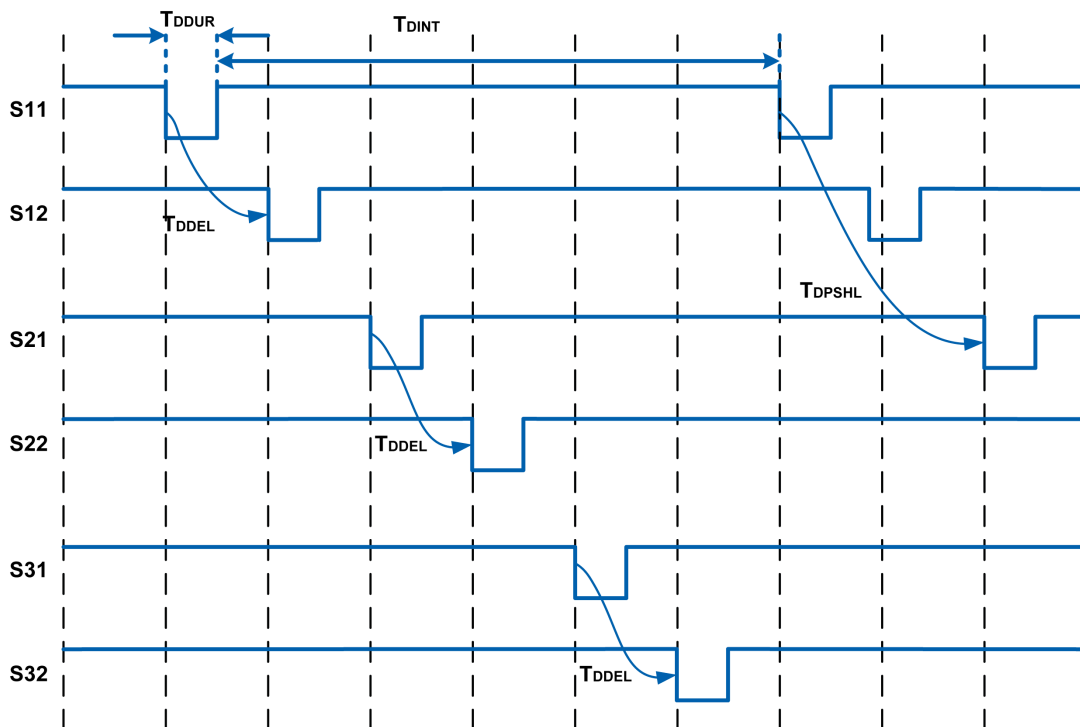 TDDUR
TDINT
S11
S12
TDDEL
TDPSHL
S21
S22
TDDEL
S31
S32
TDDEL